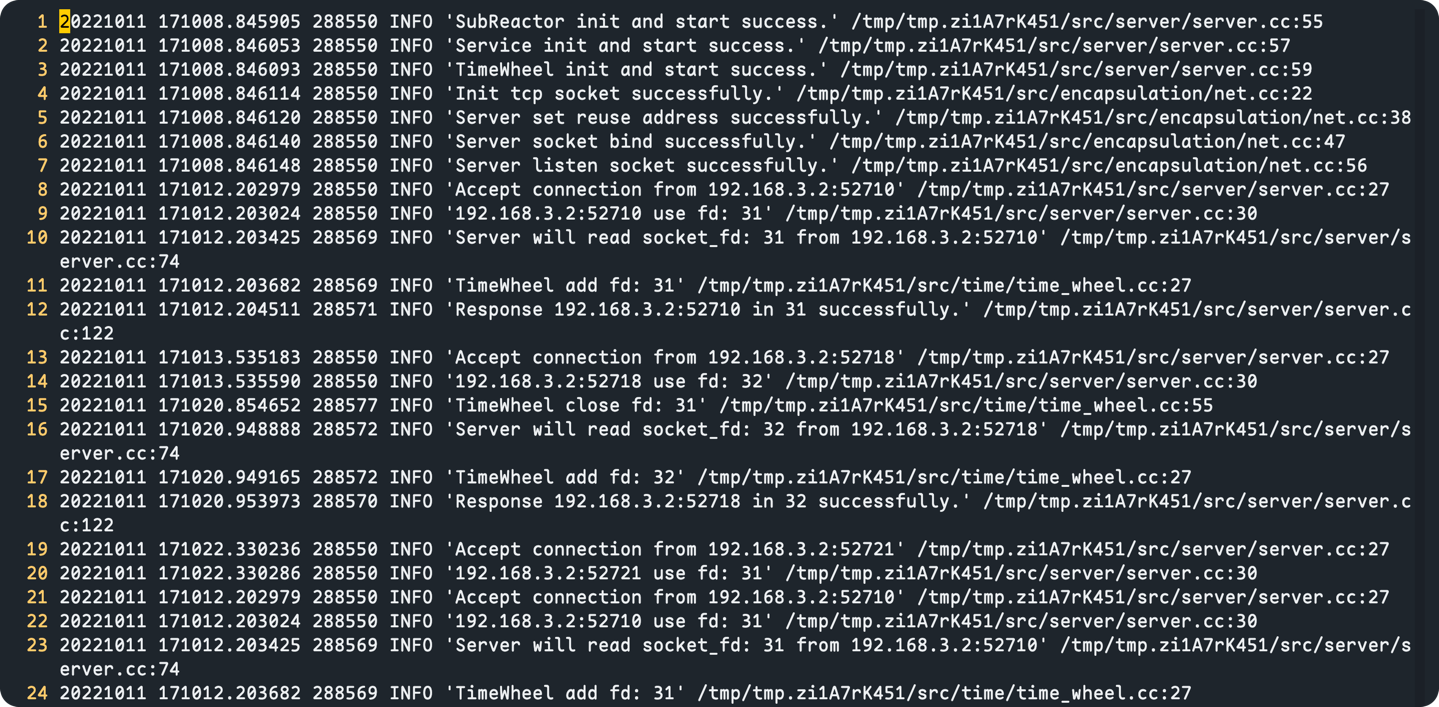 1 20221011 171008.845905 288550 INFO 'SubReactor init and start success.' /tmp/tmp.zi1A7rK451/src/server/server.cc:55
2 20221011 171008.846053 288550 INFO 'Service init and start success.' /tmp/tmp.zi1A7rK451/src/server/server.cc:57
3 20221011 171008.846093 288550 INFO 'TimeWheel init and start success.' /tmp/tmp.zi1A7rK451/src/server/server.cc:59
4 20221011 171008.846114 288550 INFO 'Init tcp socket successfully.' /tmp/tmp.zi1A7rK451/src/encapsulation/net.cc:22
5 20221011 171008.846120 288550 INFO 'Server set reuse address successfully.' /tmp/tmp.zi1A7rK451/src/encapsulation/net.cc:38
6 20221011 171008.846140 288550 INFO 'Server socket bind successfully.' /tmp/tmp.zi1A7rK451/src/encapsulation/net.cc:47
7 20221011 171008.846148 288550 INFO 'Server listen socket successfully.' /tmp/tmp.zi1A7rK451/src/encapsulation/net.cc:56
8 20221011 171012.202979 288550 INFO 'Accept connection from 192.168.3.2:52710' /tmp/tmp.zi1A7rK451/src/server/server.cc:27
9 20221011 171012.203024 288550 INFO '192.168.3.2:52710 use fd: 31' /tmp/tmp.zi1A7rK451/src/server/server.cc:30
10 20221011 171012.203425 288569 INFO 'Server will read socket_fd: 31 from 192.168.3.2:52710' /tmp/tmp.zi1A7rK451/src/server/s
erver.cc:74
11 20221011 171012.203682 288569 INFO 'TimeWheel add fd: 31' /tmp/tmp.zi1A7rK451/src/time/time_wheel.cc:27
12 20221011 171012.204511 288571 INFO 'Response 192.168.3.2:52710 in 31 successfully.' /tmp/tmp.zi1A7rK451/src/server/server.c
c:122
13 20221011 171013.535183 288550 INFO 'Accept connection from 192.168.3.2:52718' /tmp/tmp.zi1A7rK451/src/server/server.cc:27
14 20221011 171013.535590 288550 INFO '192.168.3.2:52718 use fd: 32' /tmp/tmp.zi1A7rK451/src/server/server.cc:30
15 20221011 171020.854652 288577 INFO 'TimeWheel close fd: 31' /tmp/tmp.zi1A7rK451/src/time/time_wheel.cc:55
16 20221011 171020.948888 288572 INFO 'Server will read socket_fd: 32 from 192.168.3.2:52718' /tmp/tmp.zi1A7rK451/src/server/s
erver.cc:74
17 20221011 171020.949165 288572 INFO 'TimeWheel add fd: 32' /tmp/tmp.zi1A7rK451/src/time/time_wheel.cc:27
18 20221011 171020.953973 288570 INFO 'Response 192.168.3.2:52718 in 32 successfully.' /tmp/tmp.zi1A7rK451/src/server/server.c
c:122
19 20221011 171022.330236 288550 INFO 'Accept connection from 192.168.3.2:52721' /tmp/tmp.zi1A7rK451/src/server/server.cc:27
20 20221011 171022.330286 288550 INFO '192.168.3.2:52721 use fd: 31' /tmp/tmp.zi1A7rK451/src/server/server.cc:30
21 20221011 171012.202979 288550 INFO 'Accept connection from 192.168.3.2:52710' /tmp/tmp.zi1A7rK451/src/server/server.cc:27
22 20221011 171012.203024 288550 INFO '192.168.3.2:52710 use fd: 31' /tmp/tmp.zi1A7rK451/src/server/server.cc:30
23 20221011 171012.203425 288569 INFO 'Server will read socket_fd: 31 from 192.168.3.2:52710' /tmp/tmp.zi1A7rK451/src/server/s
erver.cc:74
24 20221011 171012.203682 288569 INFO 'TimeWheel add fd: 31' /tmp/tmp.zi1A7rK451/src/time/time_wheel.cc:27